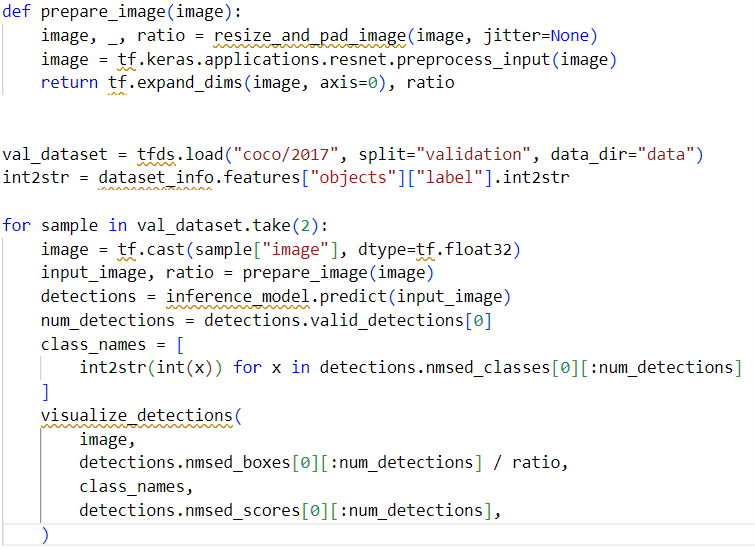 def prepare_image(image):
    image, _, ratio = resize_and_pad_image(image, jitter=None)
    image = tf.keras.applications.resnet.preprocess_input(image)
    return tf.expand_dims(image, axis=0), ratio


val_dataset = tfds.load("coco/2017", split="validation", data_dir="data")
int2str = dataset_info.features["objects"]["label"].int2str

for sample in val_dataset.take(2):
    image = tf.cast(sample["image"], dtype=tf.float32)
    input_image, ratio = prepare_image(image)
    detections = inference_model.predict(input_image)
    num_detections = detections.valid_detections[0]
    class_names = [
        int2str(int(x)) for x in detections.nmsed_classes[0][:num_detections]
    ]
    visualize_detections(
        image,
        detections.nmsed_boxes[0][:num_detections] / ratio,
        class_names,
        detections.nmsed_scores[0][:num_detections],
    )